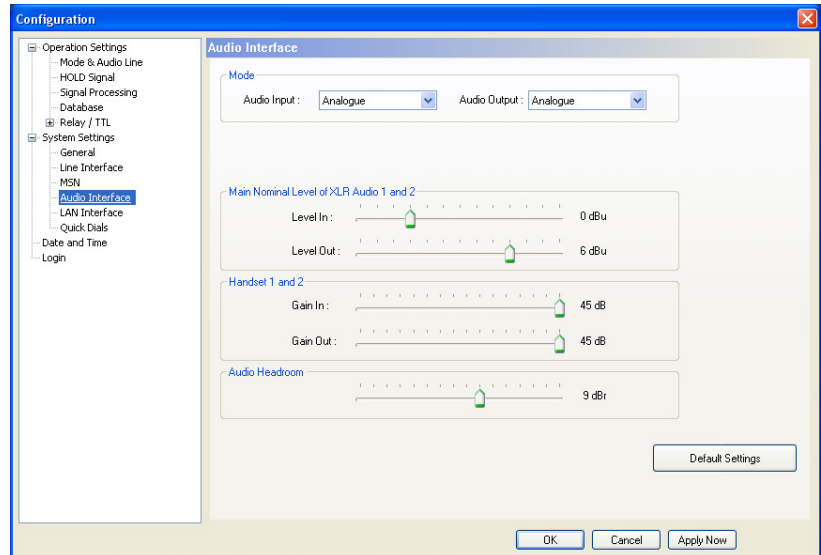 Configuration
Operation Settings
Mode & Audio Line
HOLD Signal
Signal Processing
Database
Relay / TTL
System Settings
General
Line Interface
MSN
Audio Interface
LAN Interface
Quick Dials
Date and Time
Login
Audio Interface
Mode
Audio Input : Analogue Audio Output : Analogue
Main Nominal Level of XLR Audio 1 and 2
Level In : 0 dBu
Level Out : 6 dBu
Handset 1 and 2
Gain In : 45 dB
Gain Out : 45 dB
Audio Headroom
9 dBr
Default Settings
OK Cancel Apply Now